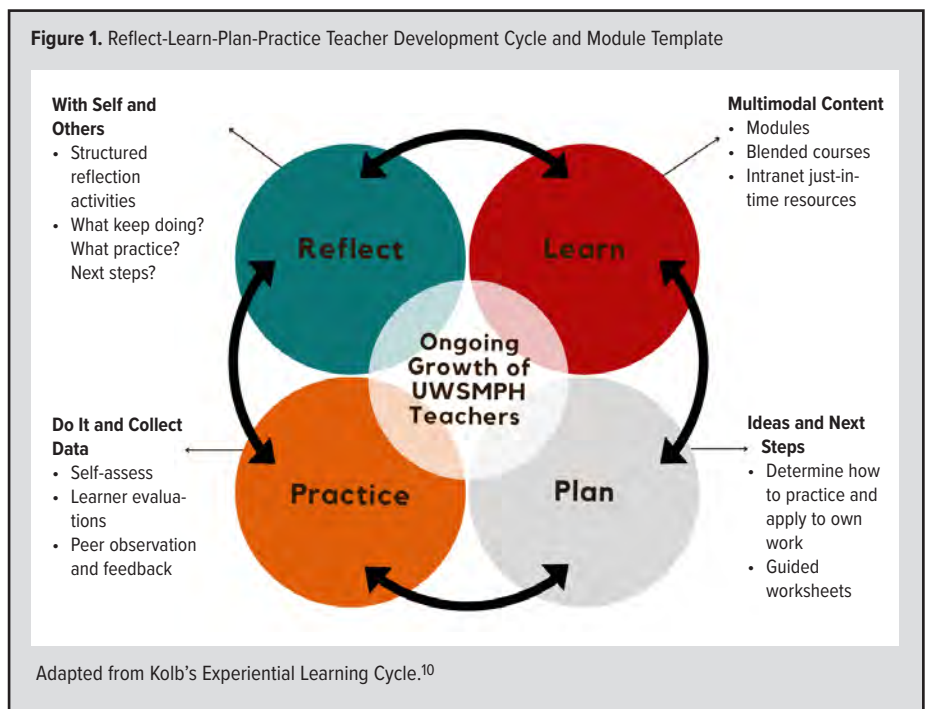 Figure 1. Reflect-Learn-Plan-Practice Teacher Development Cycle and Module Template
With Self and
Others
• Structured
reflection
activities
• What keep doing?
What practice?
Next steps?
Multimodal Content
• Modules
• Blended courses
• Intranet just-in-
time resources
Reflect
Learn
Ongoing
Growth of
UWSMPH
Teachers
Do It and Collect
Data
• Self-assess
• Learner evalua-
tions
• Peer observation
and feedback
Practice
Plan
Ideas and Next
Steps
• Determine how
to practice and
apply to own
work
• Guided
worksheets
Adapted from Kolb’s Experiential Learning Cycle.10